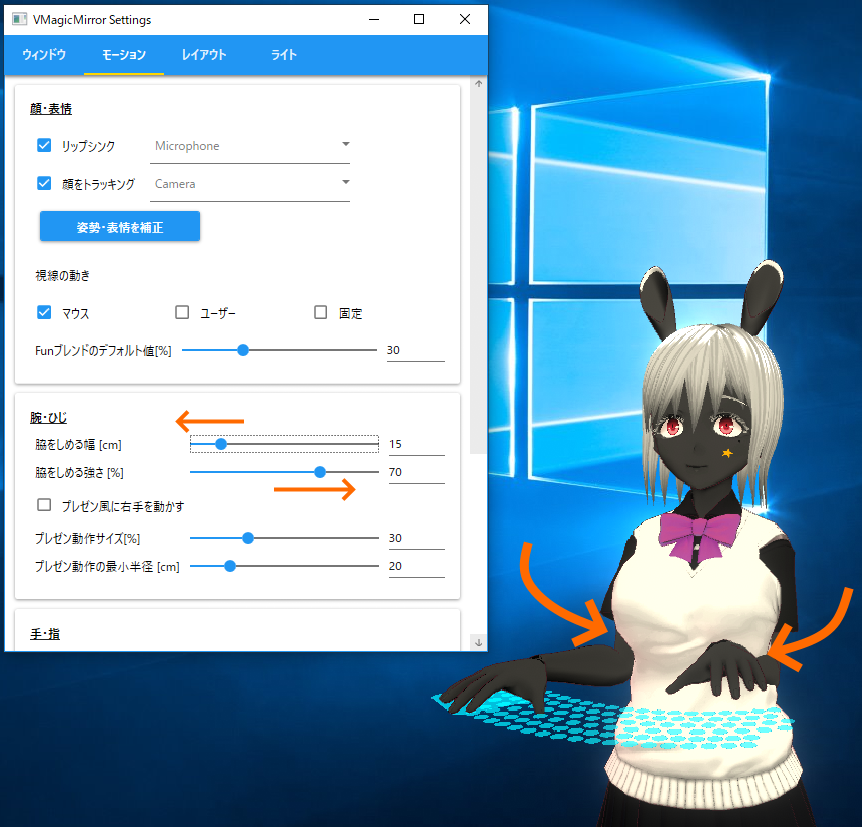 VMagicMirror Settings
ウィンドウ モーション レイアウト ライト
顔・表情
リップシンク Microphone
顔をトラッキング Camera
姿勢・表情を補正
視線の動き
マウス ユーザー 固定
Funブレンドのデフォルト値[%] 30
腕・ひじ
脇をしめる幅 [cm] 15
脇をしめる強さ [%] 70
プレゼン風に右手を動かす
プレゼン動作サイズ[%] 30
プレゼン動作の最小半径 [cm] 20
手・指